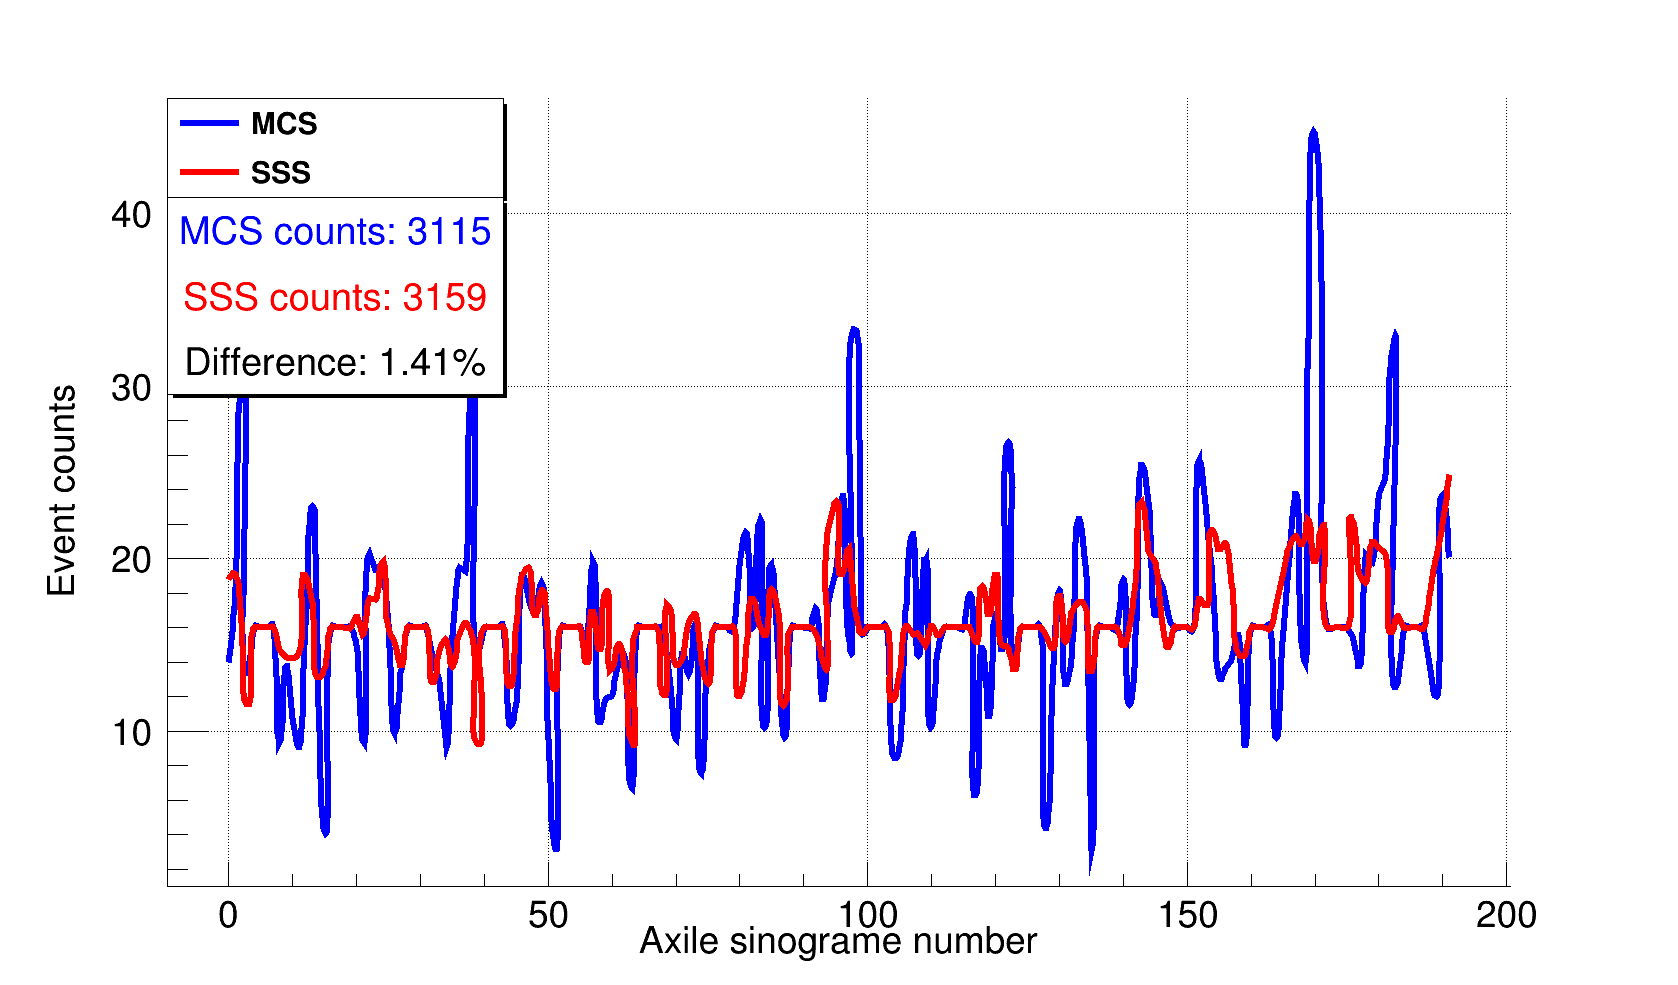 MCS
SSS
MCS counts: 3115
SSS counts: 3159
Difference: 1.41%
40
30
20
10
Event counts
0
50
100
150
200
Axile sinograme number